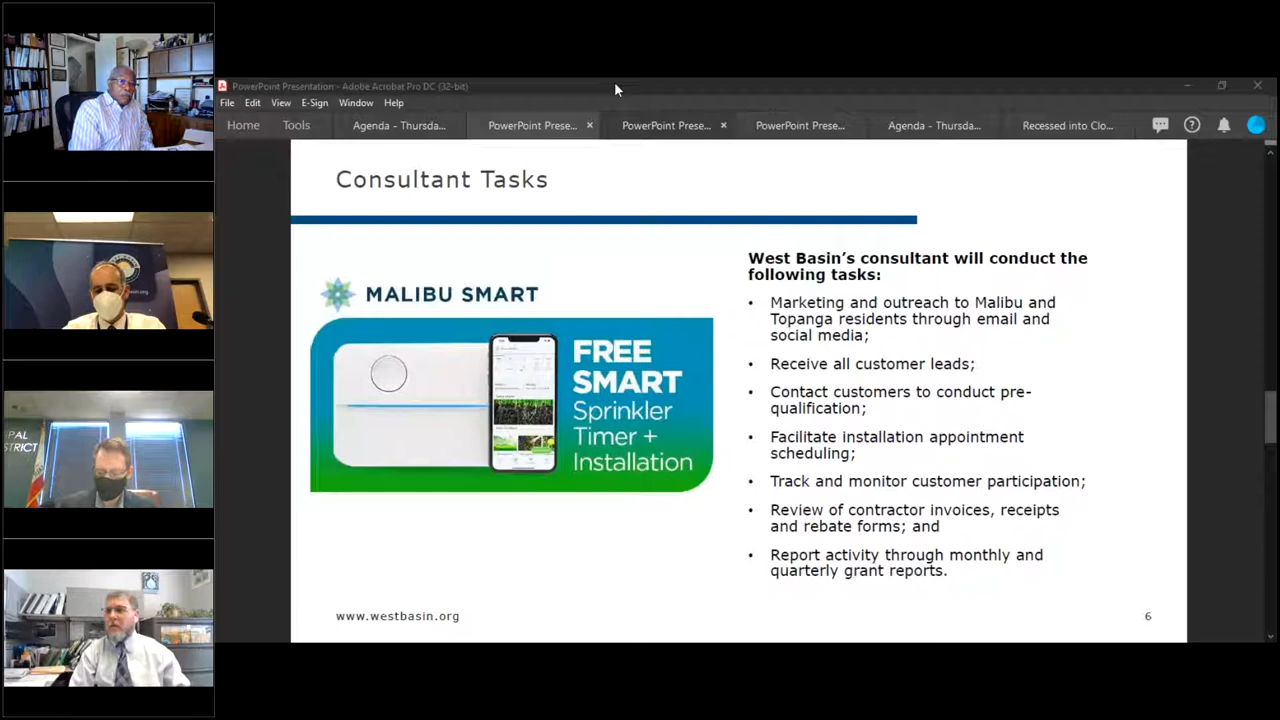 PowerPoint Presentation - Adobe Acrobat Pro DC (32-bit)
File Edit View E-Sign Window Help
Home Tools Agenda - Thursda... PowerPoint Prese... × PowerPoint Prese... × PowerPoint Prese... Agenda - Thursda... Recessed into Clo...
Consultant Tasks
MALIBU SMART
FREE
SMART
Sprinkler
Timer +
Installation
West Basin's consultant will conduct the
following tasks:
• Marketing and outreach to Malibu and
Topanga residents through email and
social media;
• Receive all customer leads;
• Contact customers to conduct pre-
qualification;
• Facilitate installation appointment
scheduling;
• Track and monitor customer participation;
• Review of contractor invoices, receipts
and rebate forms; and
• Report activity through monthly and
quarterly grant reports.
www.westbasin.org
6
PAL
STRICT